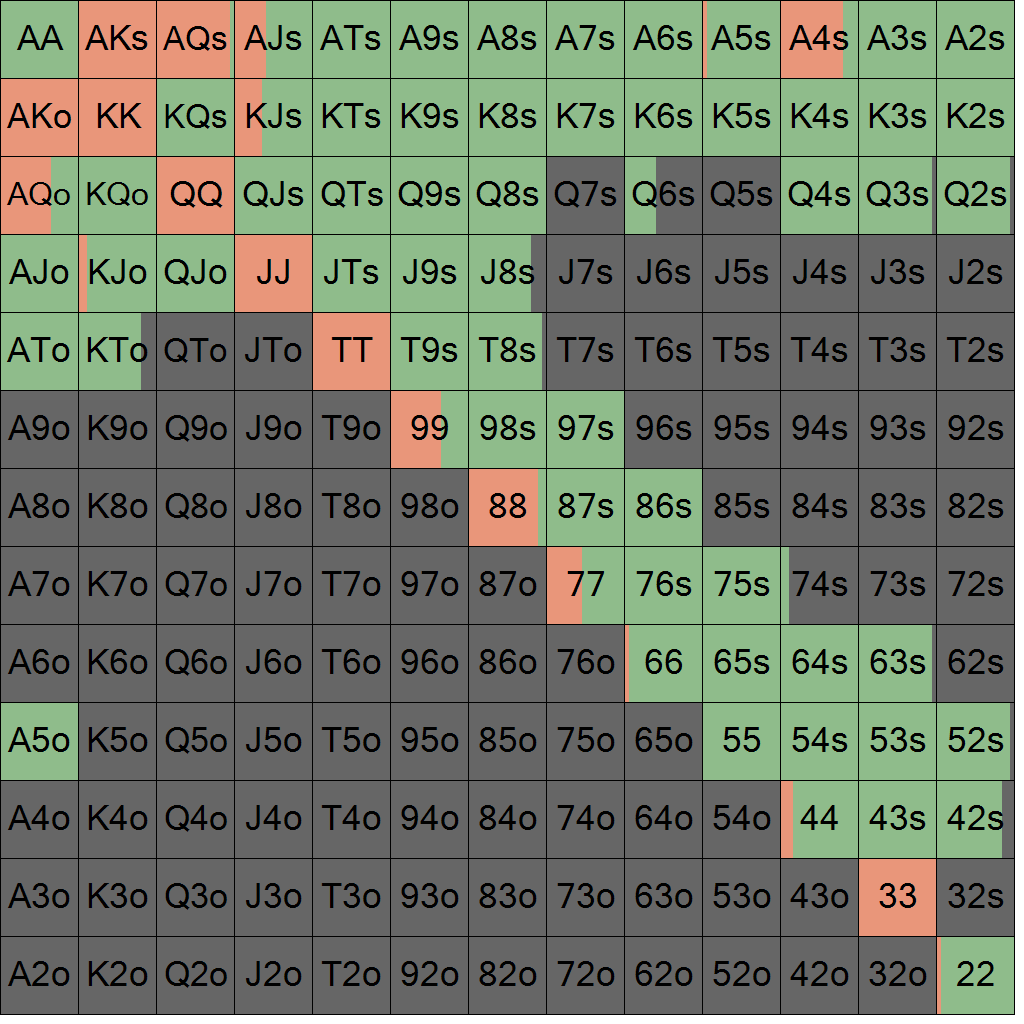 AA AKs AQs AJs ATs A9s A8s A7s A6s A5s A4s A3s A2s
AKo KK KQs KJs KTs K9s K8s K7s K6s K5s K4s K3s K2s
AQo KQo QQ QJs QTs Q9s Q8s Q7s Q6s Q5s Q4s Q3s Q2s
AJo KJo QJo JJ JTs J9s J8s J7s J6s J5s J4s J3s J2s
ATo KTo QTo JTo TT T9s T8s T7s T6s T5s T4s T3s T2s
A9o K9o Q9o J9o T9o 99 98s 97s 96s 95s 94s 93s 92s
A8o K8o Q8o J8o T8o 98o 88 87s 86s 85s 84s 83s 82s
A7o K7o Q7o J7o T7o 97o 87o 77 76s 75s 74s 73s 72s
A6o K6o Q6o J6o T6o 96o 86o 76o 66 65s 64s 63s 62s
A5o K5o Q5o J5o T5o 95o 85o 75o 65o 55 54s 53s 52s
A4o K4o Q4o J4o T4o 94o 84o 74o 64o 54o 44 43s 42s
A3o K3o Q3o J3o T3o 93o 83o 73o 63o 53o 43o 33 32s
A2o K2o Q2o J2o T2o 92o 82o 72o 62o 52o 42o 32o 22